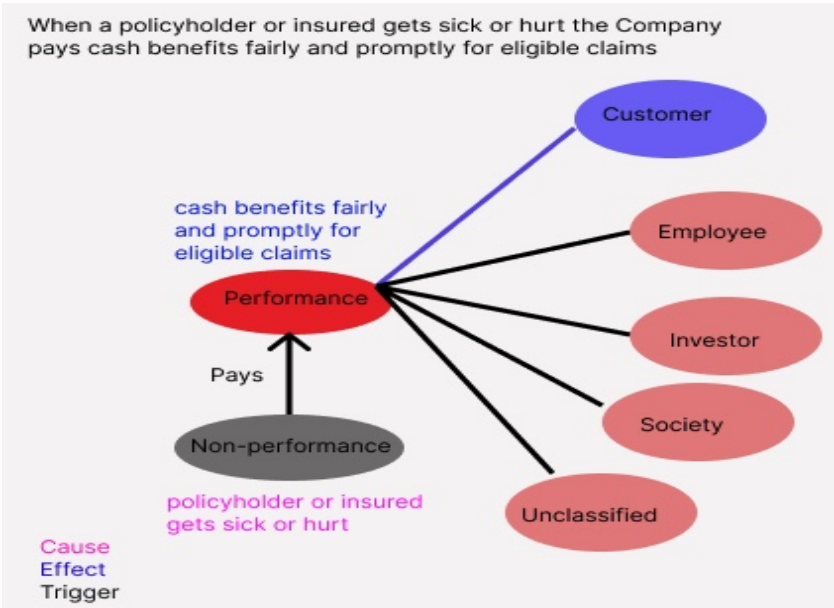 When a policyholder or insured gets sick or hurt the Company
pays cash benefits fairly and promptly for eligible claims
Customer
cash benefits fairly
and promptly for
eligible claims
Employee
Performance
Investor
Pays
Society
Non-performance
policyholder or insured
gets sick or hurt
Unclassified
Cause
Effect
Trigger